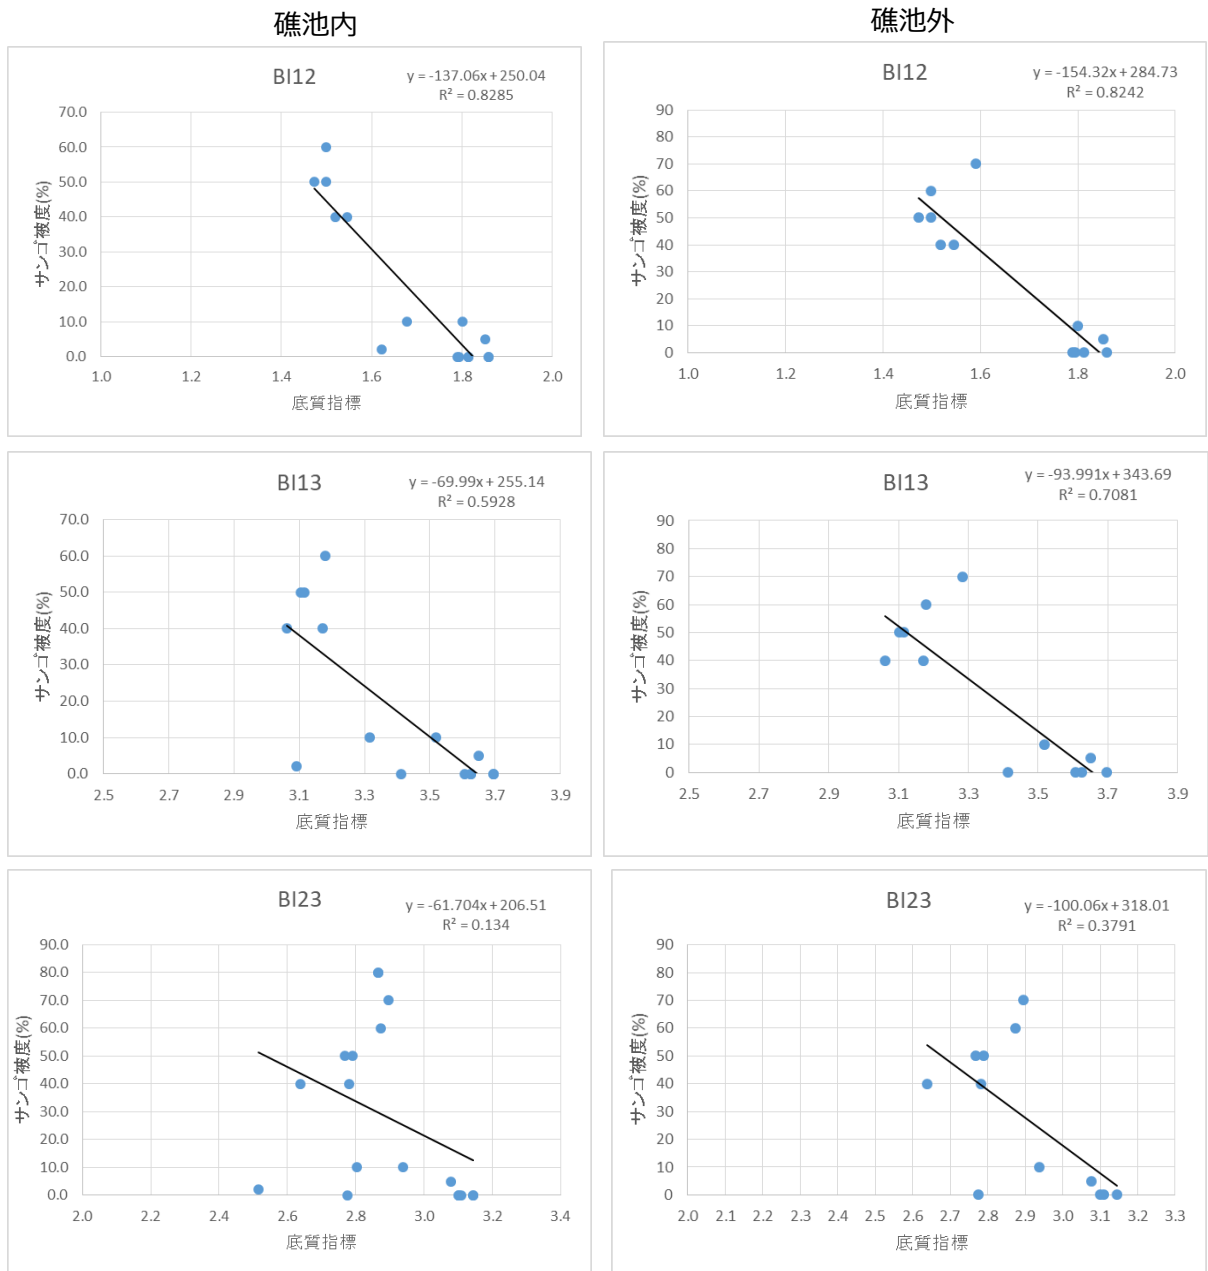 礁池内
礁池外
BI12
y = -137.06x + 250.04
R² = 0.8285
70.0
60.0
50.0
40.0
30.0
20.0
10.0
0.0
サンゴ被度(%)
1.0 1.2 1.4 1.6 1.8 2.0
底質指標
BI12
y = -154.32x + 284.73
R² = 0.8242
90
80
70
60
50
40
30
20
10
0
サンゴ被度(%)
1.0 1.2 1.4 1.6 1.8 2.0
底質指標
BI13
y = -69.99x + 255.14
R² = 0.5928
70.0
60.0
50.0
40.0
30.0
20.0
10.0
0.0
サンゴ被度(%)
2.5 2.7 2.9 3.1 3.3 3.5 3.7 3.9
底質指標
BI13
y = -93.991x + 343.69
R² = 0.7081
90
80
70
60
50
40
30
20
10
0
サンゴ被度(%)
2.5 2.7 2.9 3.1 3.3 3.5 3.7 3.9
底質指標
BI23
y = -61.704x + 206.51
R² = 0.134
90.0
80.0
70.0
60.0
50.0
40.0
30.0
20.0
10.0
0.0
サンゴ被度(%)
2.0 2.2 2.4 2.6 2.8 3.0 3.2 3.4
底質指標
BI23
y = -100.06x + 318.01
R² = 0.3791
90
80
70
60
50
40
30
20
10
0
サンゴ被度(%)
2.0 2.1 2.2 2.3 2.4 2.5 2.6 2.7 2.8 2.9 3.0 3.1 3.2 3.3
底質指標